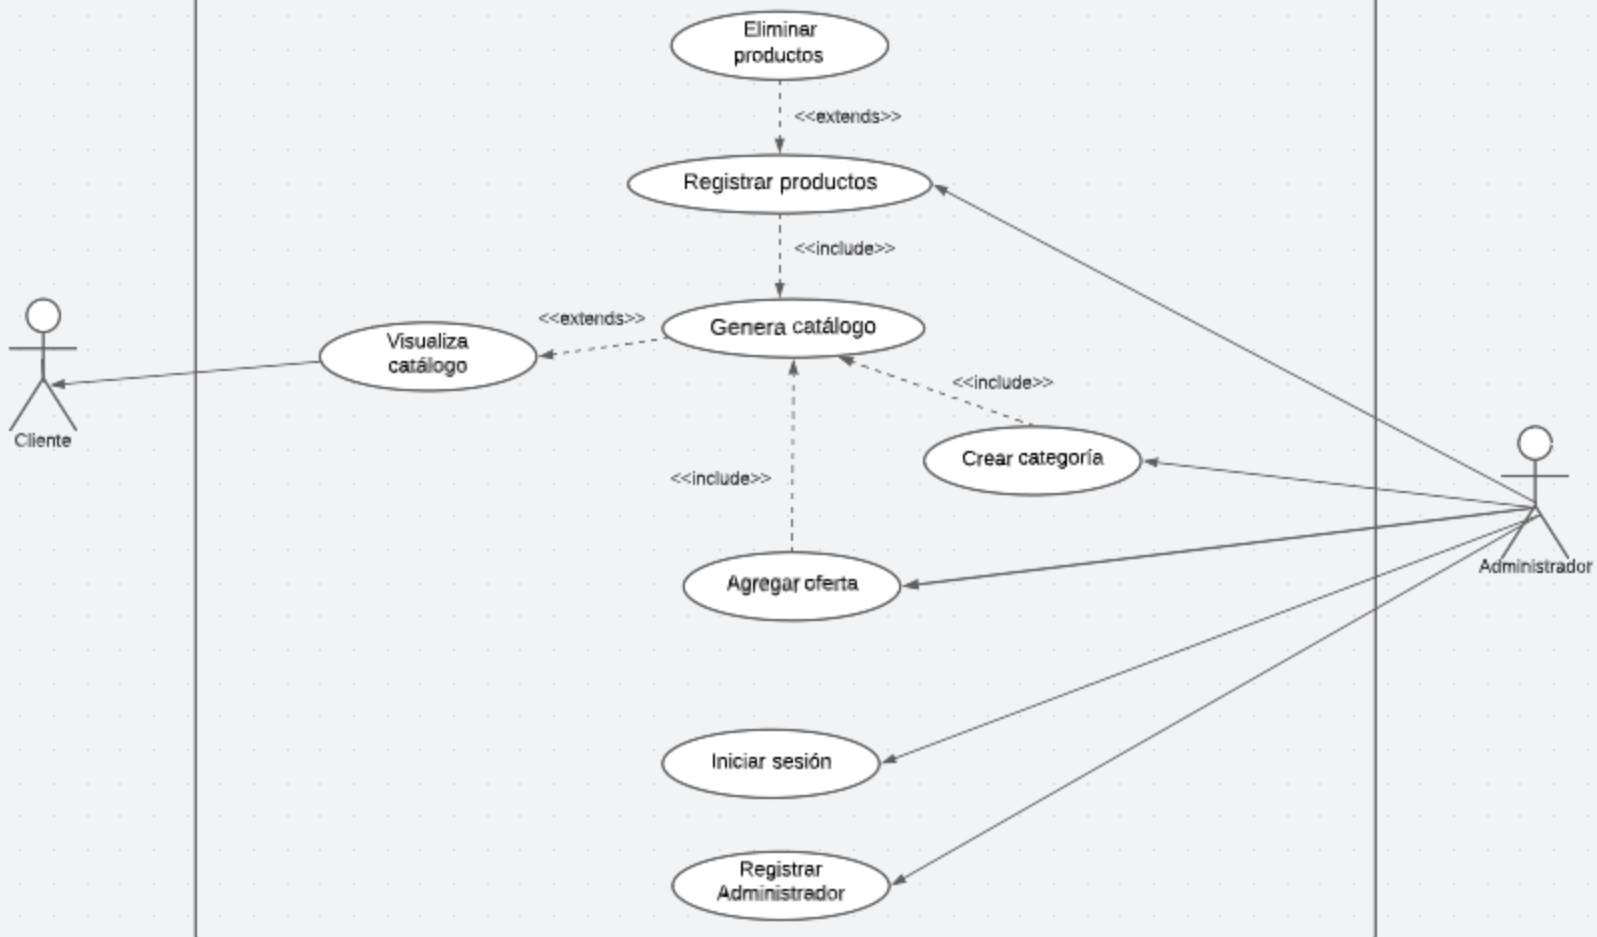 Eliminar
productos
<<extends>>
Registrar productos
<<include>>
<<extends>>
Genera catálogo
Visualiza
catálogo
<<include>>
Cliente
Crear categoría
<<include>>
Agregar oferta
Administrador
Iniciar sesión
Registrar
Administrador